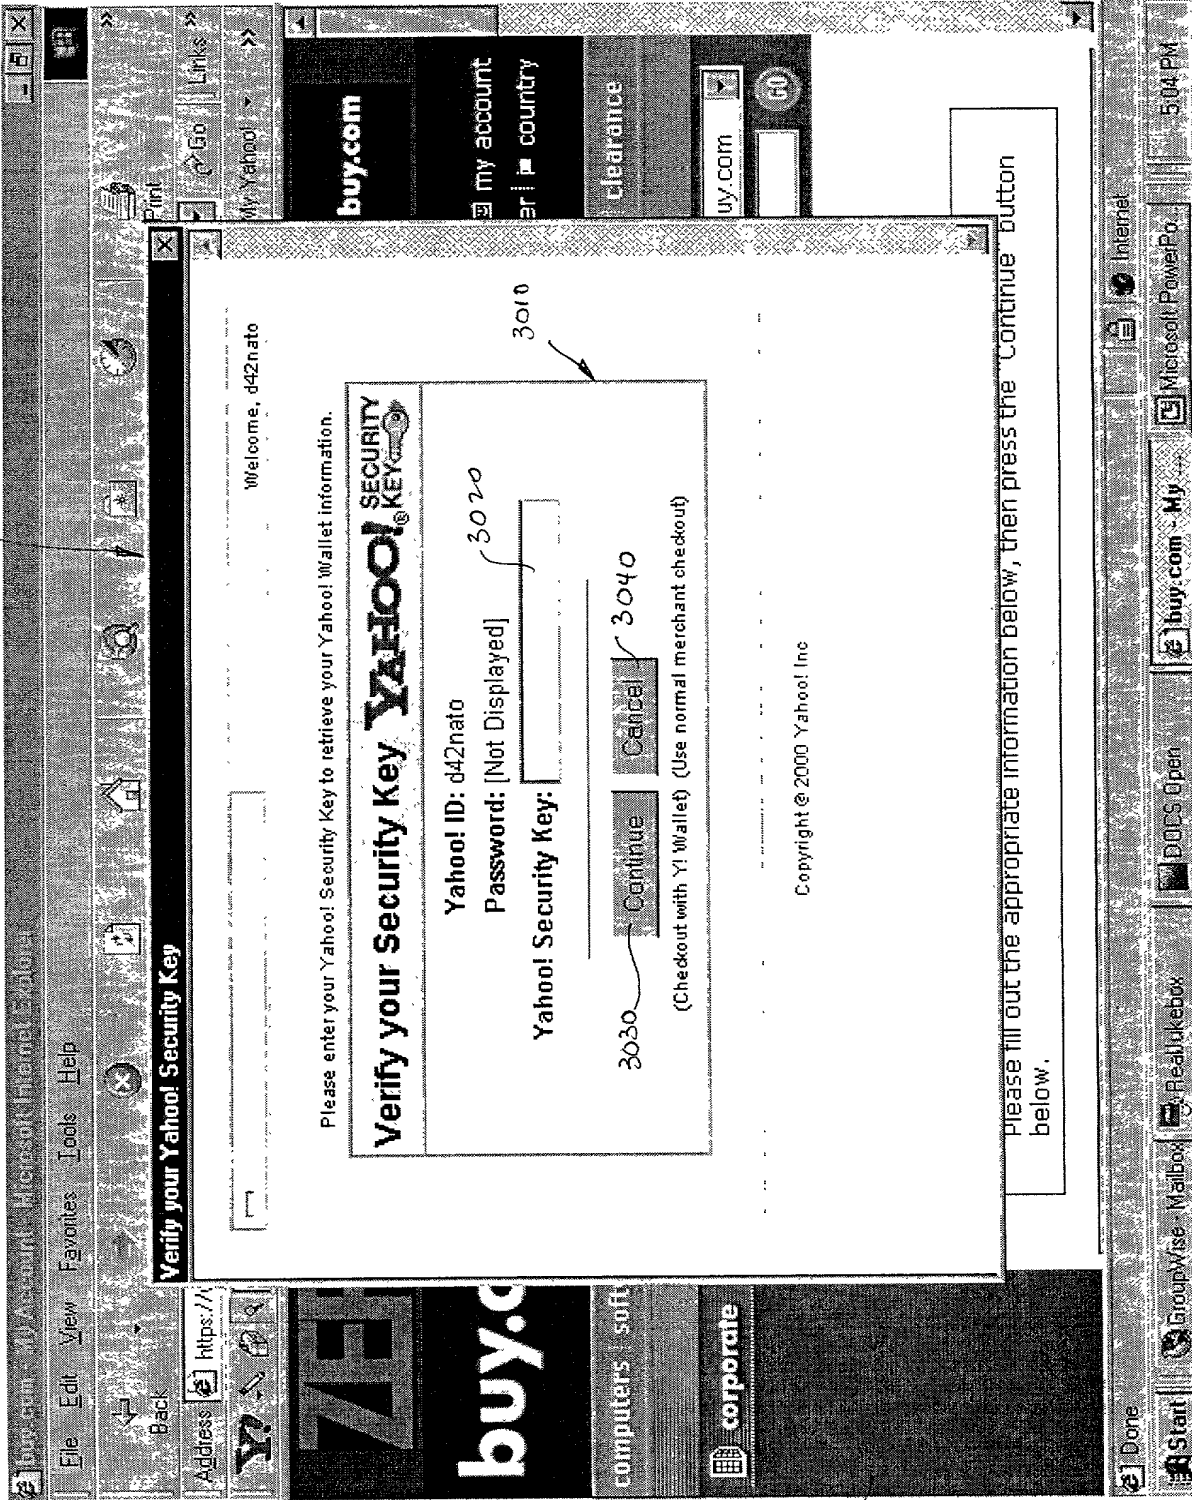 buy.com - My Account - Microsoft Internet Explorer
File Edit View Favorites Tools Help
Back
Print
Address https://w
Go Links
Y!
My Yahoo!
Verify your Yahoo! Security Key
Welcome, d42nato
Please enter your Yahoo! Security Key to retrieve your Yahoo! Wallet information.
Verify your Security Key YAHOO! SECURITY KEY
3010
Yahoo! ID: d42nato
Password: [Not Displayed]
3020
Yahoo! Security Key:
3030
Continue
Cancel
3040
(Checkout with Y! Wallet) (Use normal merchant checkout)
Copyright @ 2000 Yahoo! Inc
buy.c
buy.com
my account
er country
computers soft
clearance
corporate
uy.com
GO
Please fill out the appropriate information below, then press the "Continue" button
below.
Done
Internet
Start
GroupWise - Mailbox
RealJukebox
DOCS Open
buy.com - My ...
Microsoft PowerPo...
5:04 PM